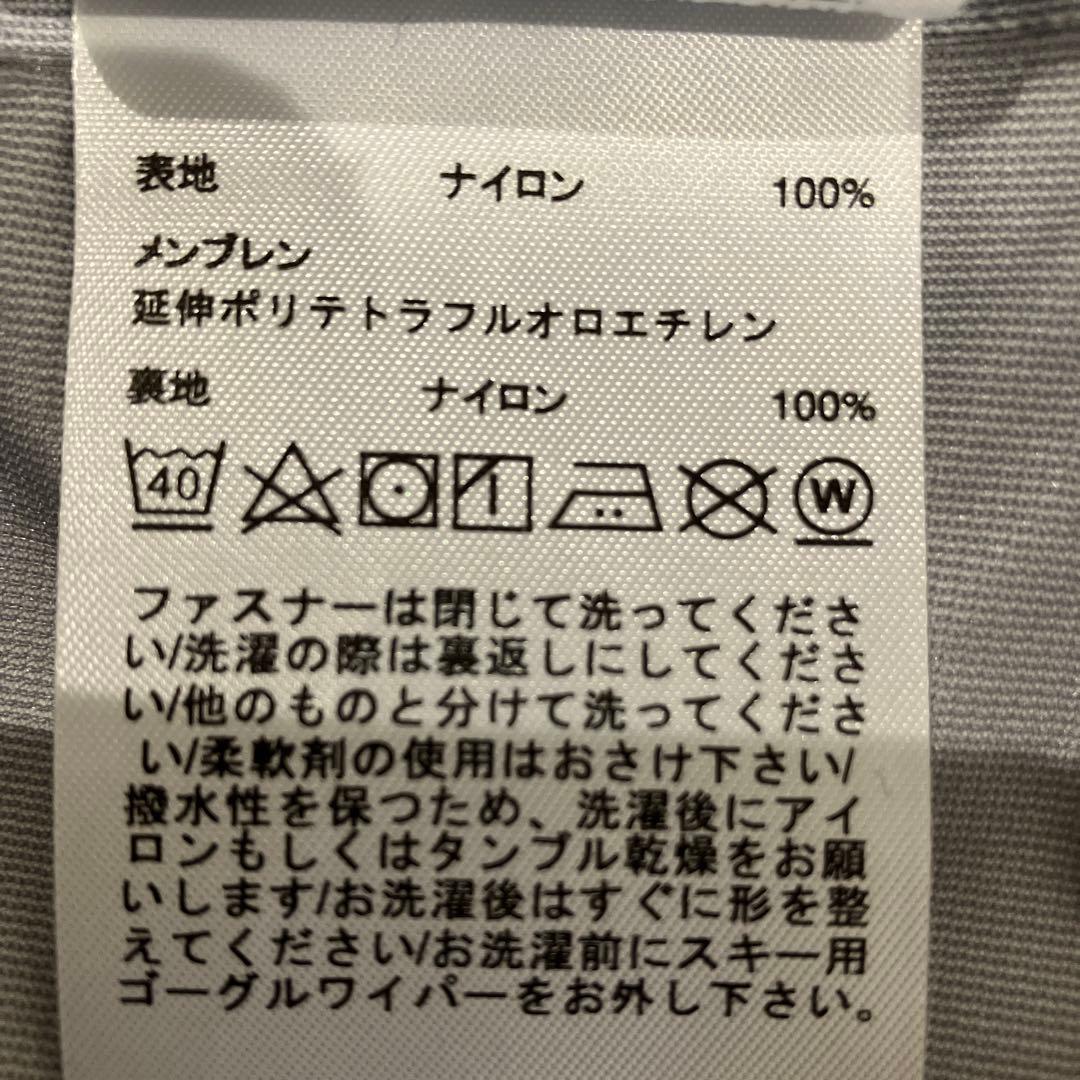 表地 ナイロン 100%
メンブレン
延伸ポリテトラフルオロエチレン
裏地 ナイロン 100%
40 W
ファスナーは閉じて洗ってくださ
い/洗濯の際は裏返しにしてくださ
い/他のものと分けて洗ってくださ
い/柔軟剤の使用はおさけ下さい/
撥水性を保つため、洗濯後にアイ
ロンもしくはタンブル乾燥をお願
いします/お洗濯後はすぐに形を整
えてください/お洗濯前にスキー用
ゴーグルワイパーをお外し下さい。